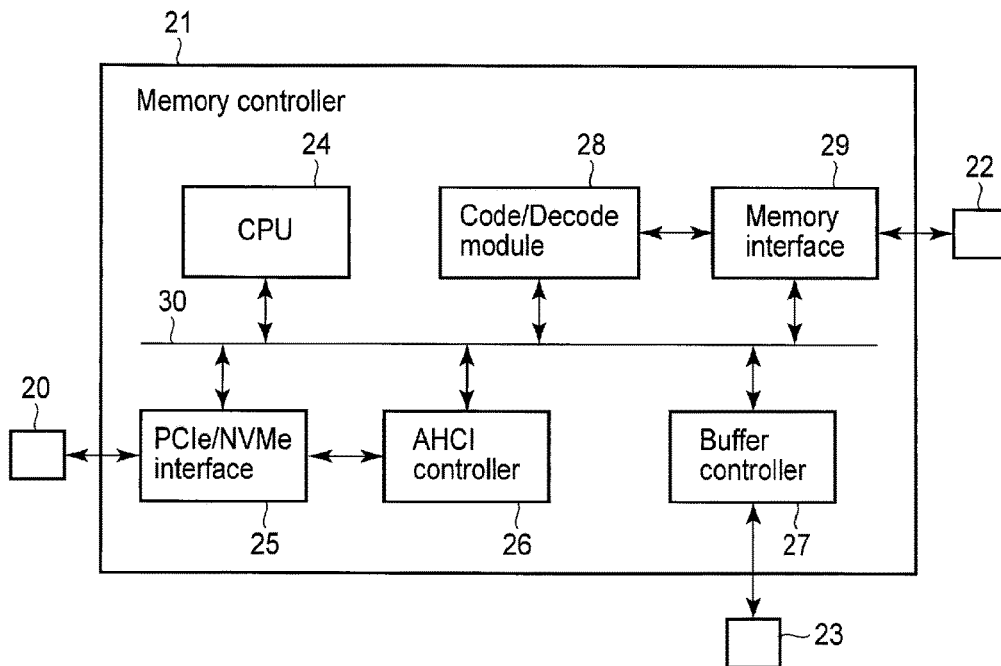 21
Memory controller
24
28
29
22
CPU
Code/Decode
module
Memory
interface
30
20
PCIe/NVMe
interface
AHCI
controller
Buffer
controller
25
26
27
23